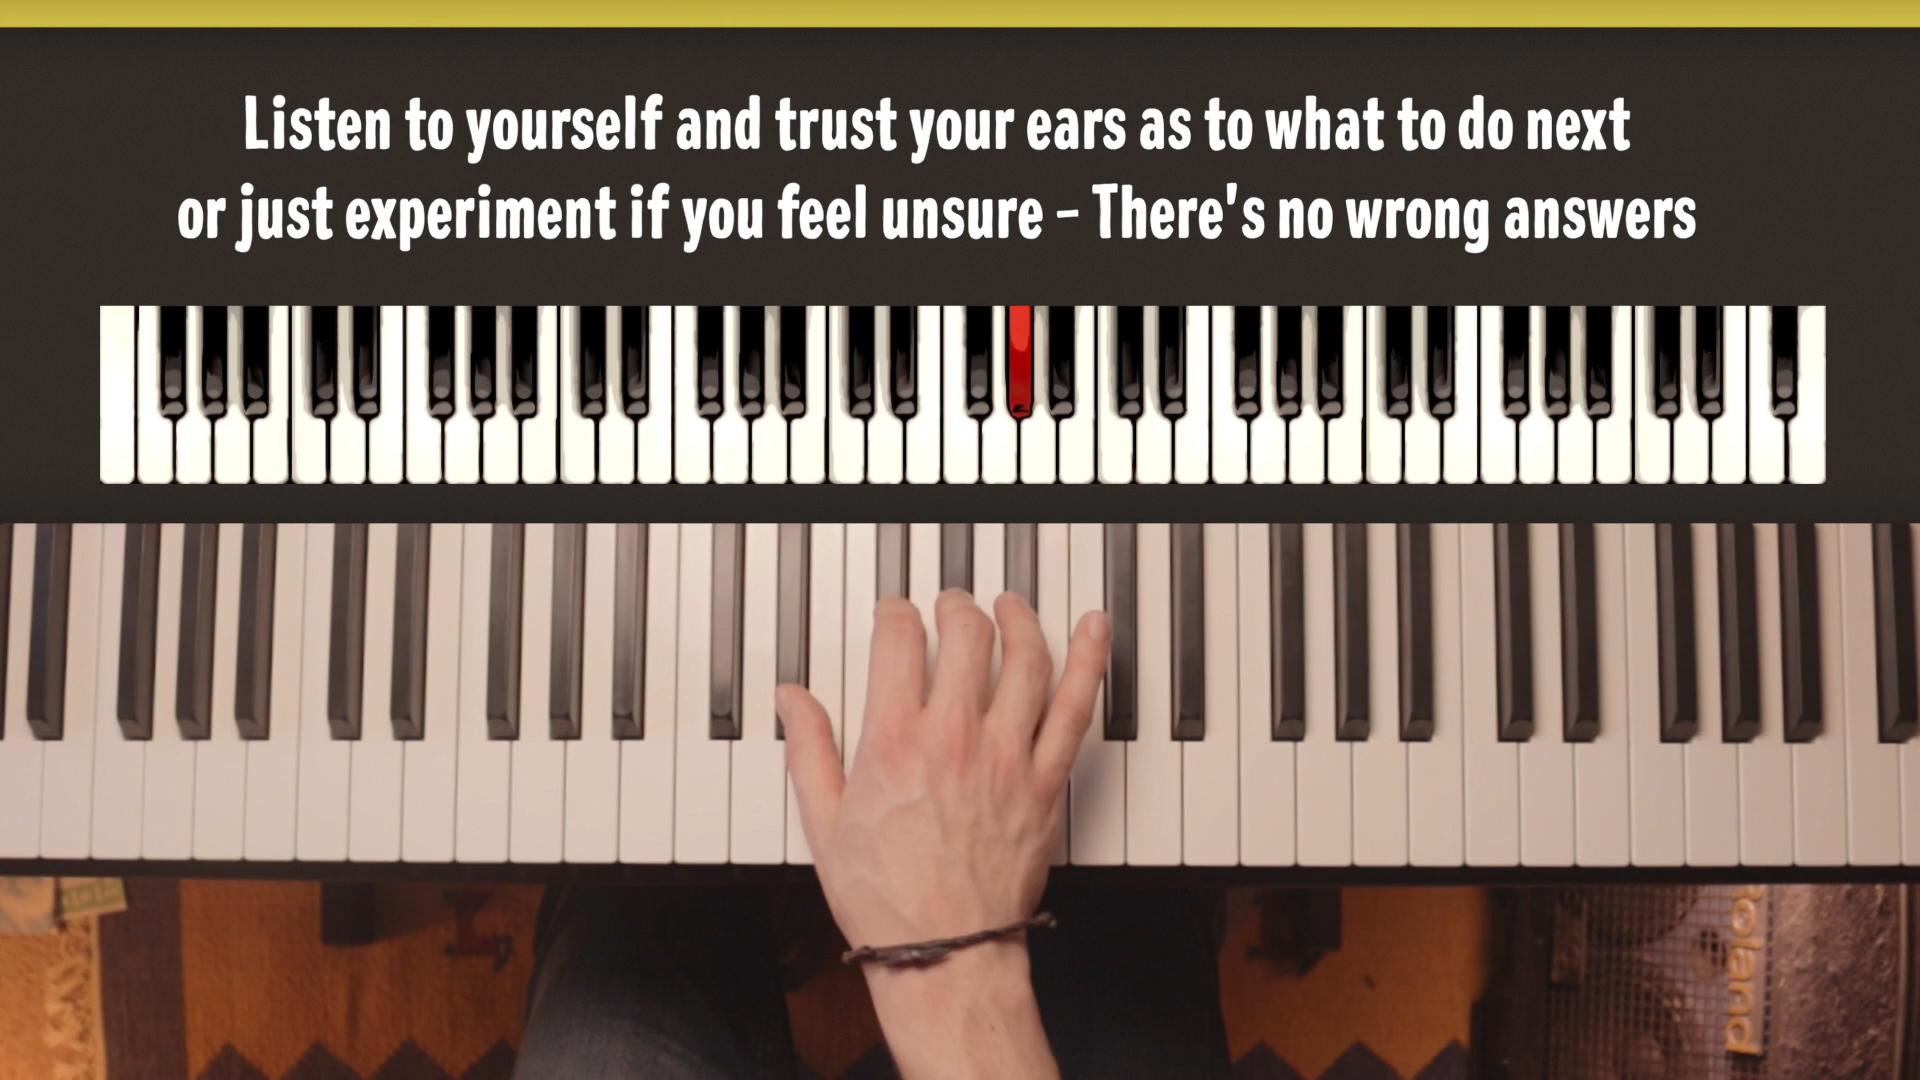 Listen to yourself and trust your ears as to what to do next
or just experiment if you feel unsure – There's no wrong answers
Roland